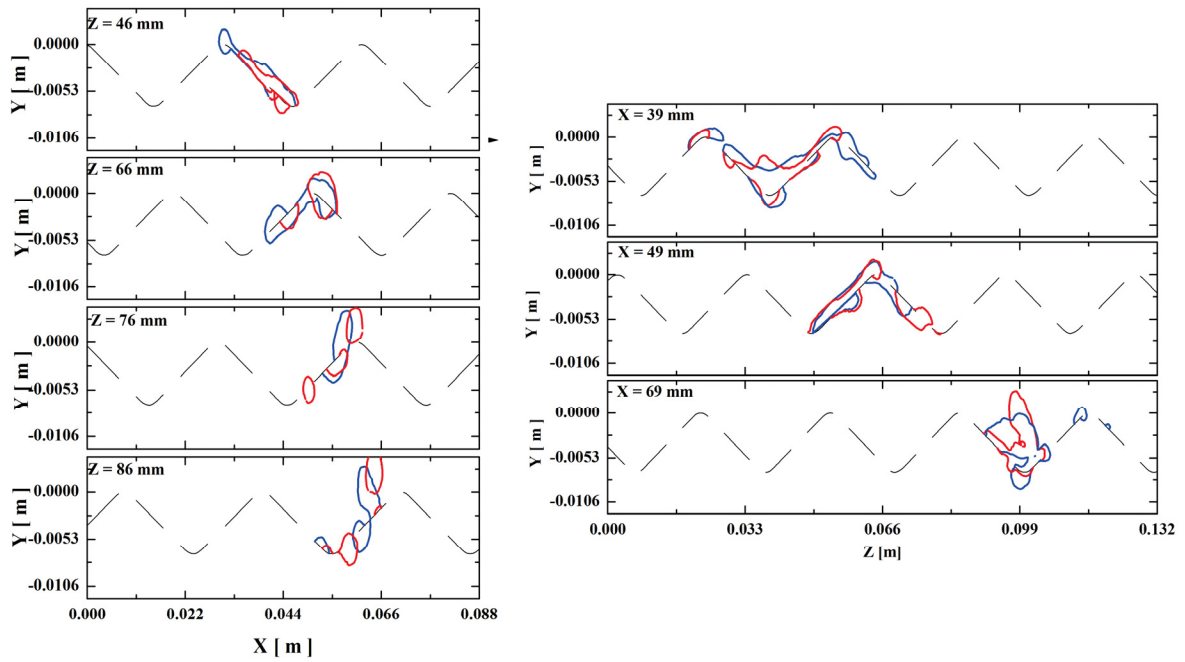 Z = 46 mm
0.0000
-0.0053
-0.0106
Y [ m ]
Z = 66 mm
0.0000
-0.0053
-0.0106
Y [ m ]
Z = 76 mm
0.0000
-0.0053
-0.0106
Y [ m ]
Z = 86 mm
0.0000
-0.0053
-0.0106
Y [ m ]
0.000 0.022 0.044 0.066 0.088
X [ m ]
X = 39 mm
0.0000
-0.0053
-0.0106
Y [ m ]
X = 49 mm
0.0000
-0.0053
-0.0106
Y [ m ]
X = 69 mm
0.0000
-0.0053
-0.0106
Y [ m ]
0.000 0.033 0.066 0.099 0.132
Z [m]